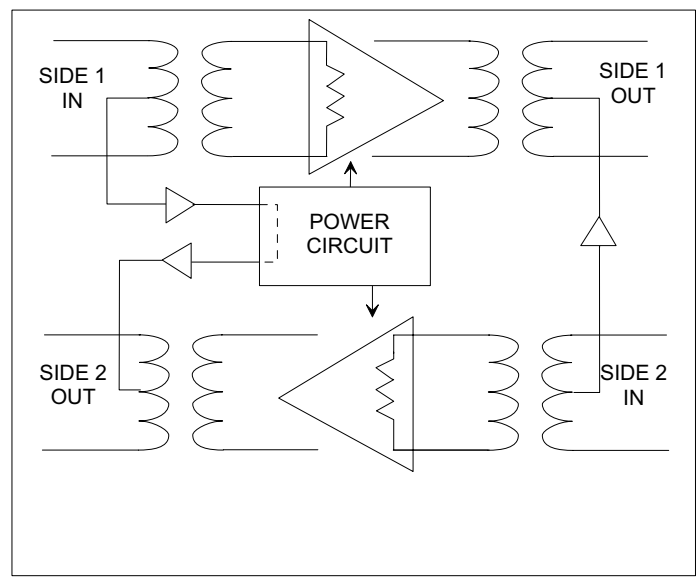 SIDE 1
IN
SIDE 1
OUT
POWER
CIRCUIT
SIDE 2
OUT
SIDE 2
IN